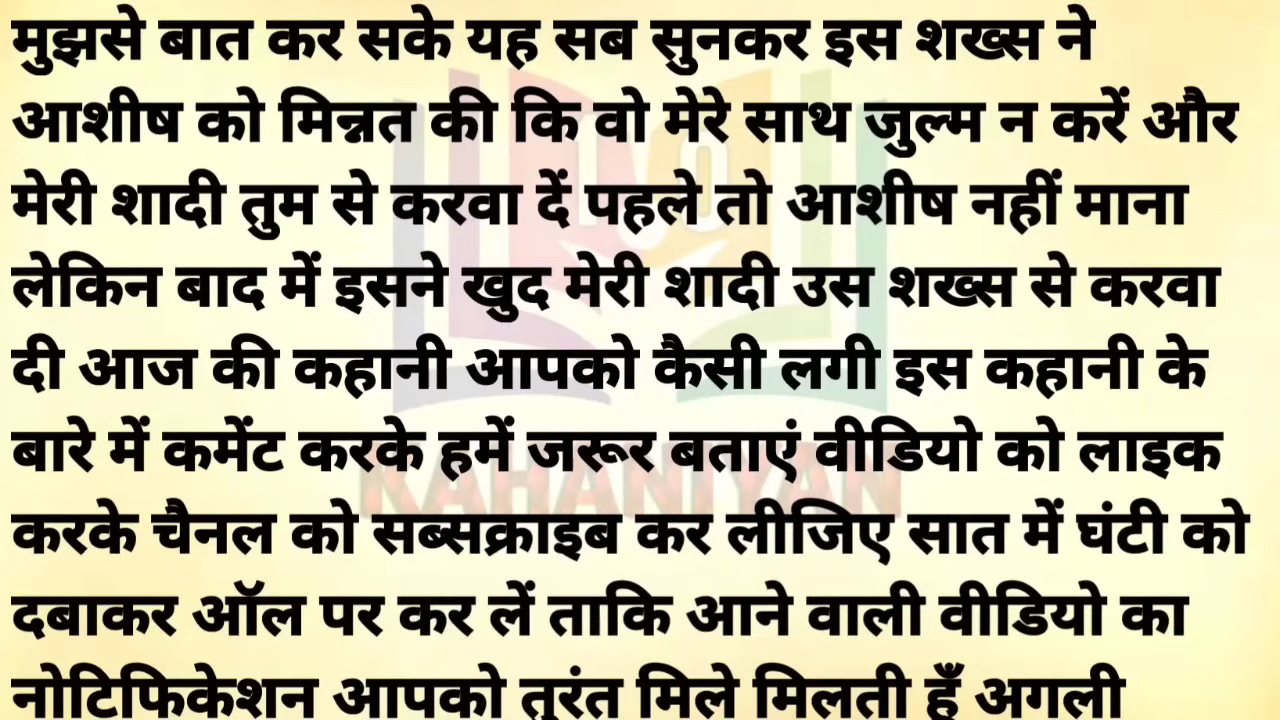 मुझसे बात कर सके यह सब सुनकर इस शख्स ने
आशीष को मिन्नत की कि वो मेरे साथ जुल्म न करें और
मेरी शादी तुम से करवा दें पहले तो आशीष नहीं माना
लेकिन बाद में इसने खुद मेरी शादी उस शख्स से करवा
दी आज की कहानी आपको कैसी लगी इस कहानी के
बारे में कमेंट करके हमें जरूर बताएं वीडियो को लाइक
करके चैनल को सब्सक्राइब कर लीजिए सात में घंटी को
दबाकर ऑल पर कर लें ताकि आने वाली वीडियो का
नोटिफिकेशन आपको तुरंत मिले मिलती हूँ अगली
KAHANIYAN